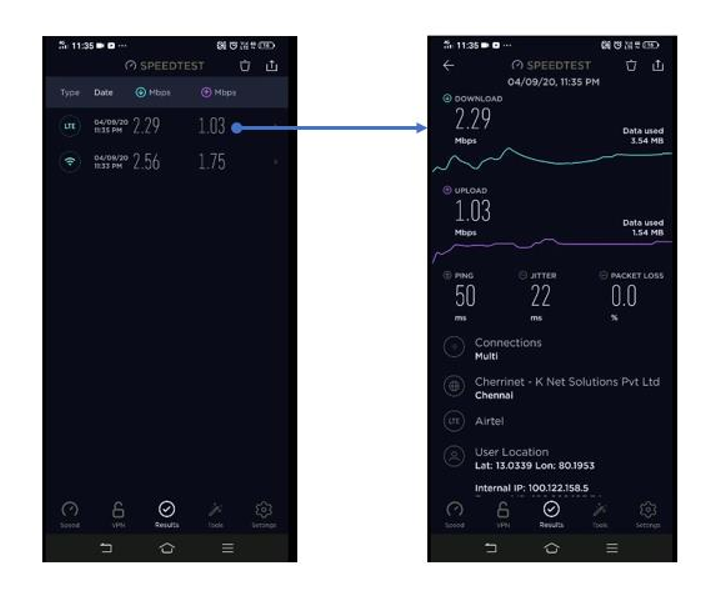 11:35
SPEEDTEST
Type Date Mbps Mbps
LTE 04/09/20 11:35 PM 2.29 1.03
04/09/20 11:33 PM 2.56 1.75
Speed VPN Results Tools Settings
11:35
SPEEDTEST
04/09/20, 11:35 PM
DOWNLOAD
2.29
Mbps
Data used
3.54 MB
UPLOAD
1.03
Mbps
Data used
1.54 MB
PING JITTER PACKET LOSS
50 22 0.0
ms ms %
Connections
Multi
Cherrinet - K Net Solutions Pvt Ltd
Chennai
LTE Airtel
User Location
Lat: 13.0339 Lon: 80.1953
Internal IP: 100.122.158.5
Speed VPN Results Tools Settings